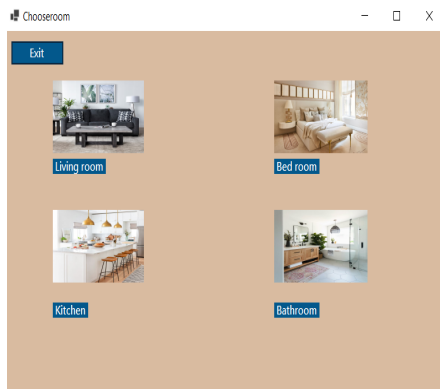 Chooseroom
Exit
Living room
Bed room
Kitchen
Bathroom